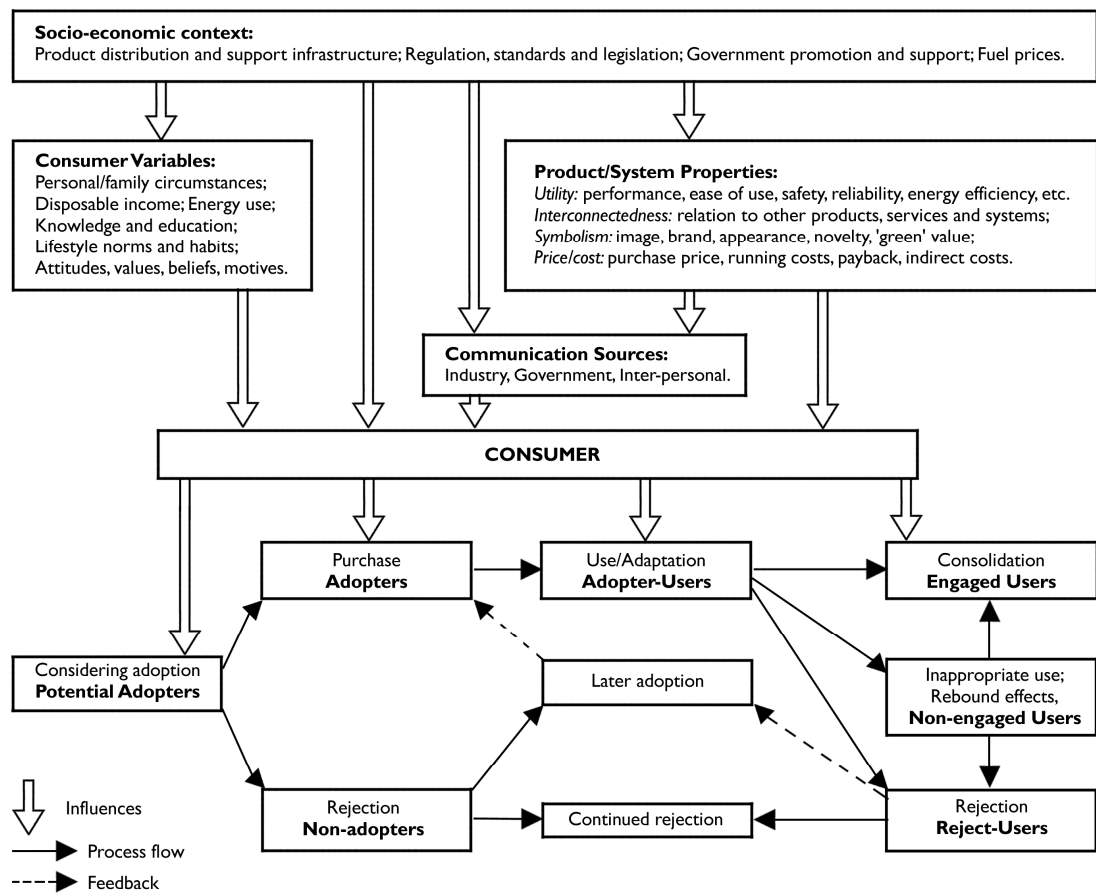 Socio-economic context:
Product distribution and support infrastructure; Regulation, standards and legislation; Government promotion and support; Fuel prices.
Consumer Variables:
Personal/family circumstances;
Disposable income; Energy use;
Knowledge and education;
Lifestyle norms and habits;
Attitudes, values, beliefs, motives.
Product/System Properties:
Utility: performance, ease of use, safety, reliability, energy efficiency, etc.
Interconnectedness: relation to other products, services and systems;
Symbolism: image, brand, appearance, novelty, 'green' value;
Price/cost: purchase price, running costs, payback, indirect costs.
Communication Sources:
Industry, Government, Inter-personal.
CONSUMER
Purchase
Adopters
Use/Adaptation
Adopter-Users
Consolidation
Engaged Users
Considering adoption
Potential Adopters
Later adoption
Inappropriate use;
Rebound effects,
Non-engaged Users
Rejection
Non-adopters
Continued rejection
Rejection
Reject-Users
Influences
Process flow
Feedback